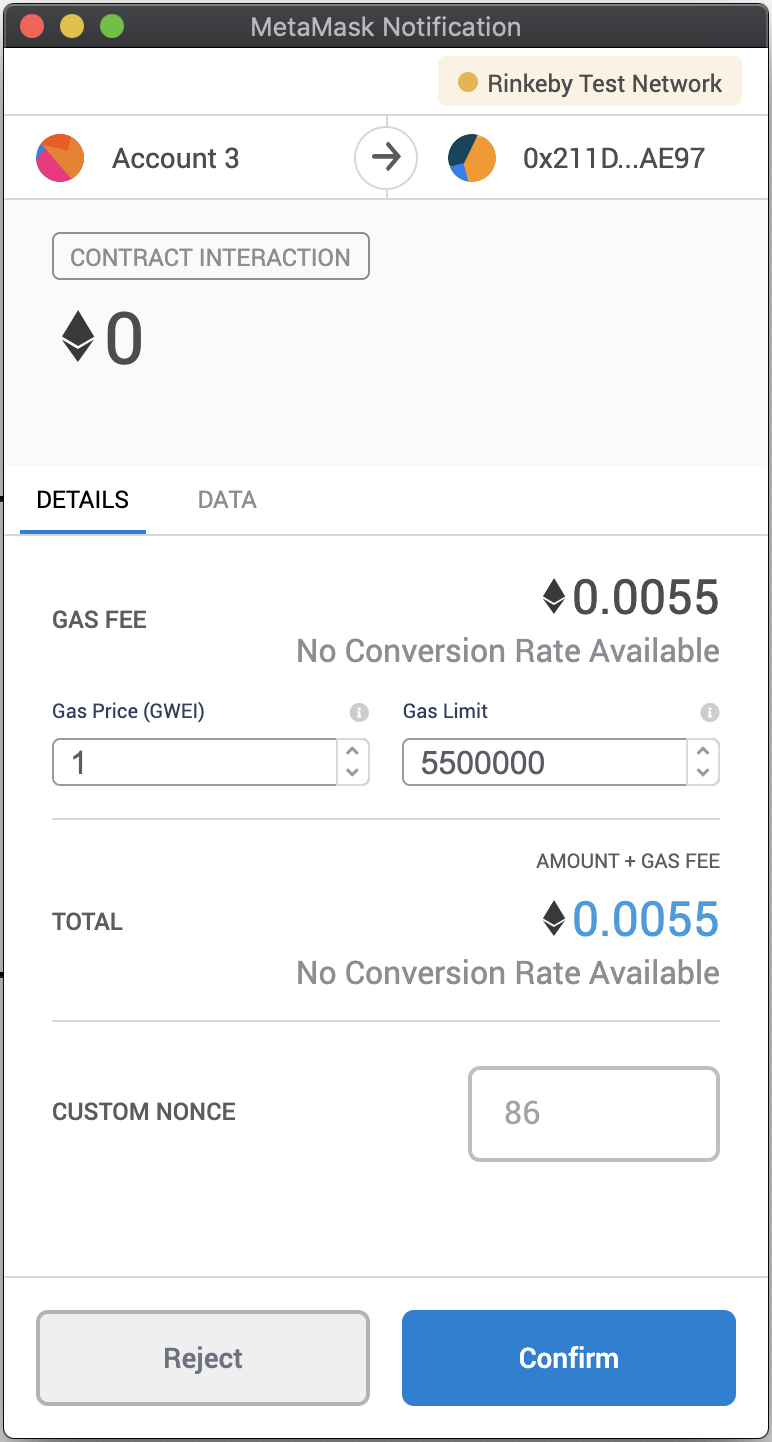 MetaMask Notification
Rinkeby Test Network
Account 3 0x211D...AE97
CONTRACT INTERACTION
0
DETAILS DATA
GAS FEE 0.0055
No Conversion Rate Available
Gas Price (GWEI) Gas Limit
1 5500000
AMOUNT + GAS FEE
TOTAL 0.0055
No Conversion Rate Available
CUSTOM NONCE 86
Reject Confirm